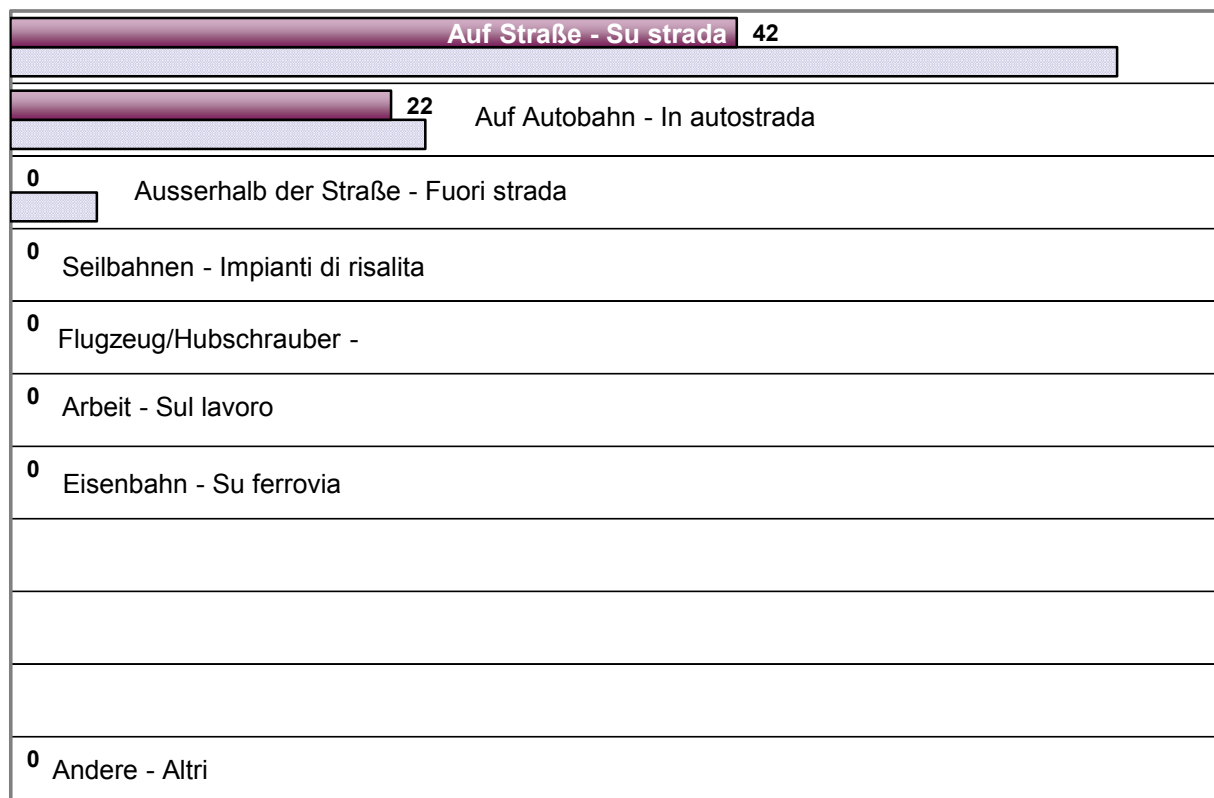 Auf Straße - Su strada 42
22 Auf Autobahn - In autostrada
0 Ausserhalb der Straße - Fuori strada
0 Seilbahnen - Impianti di risalita
0 Flugzeug/Hubschrauber -
0 Arbeit - Sul lavoro
0 Eisenbahn - Su ferrovia
0 Andere - Altri